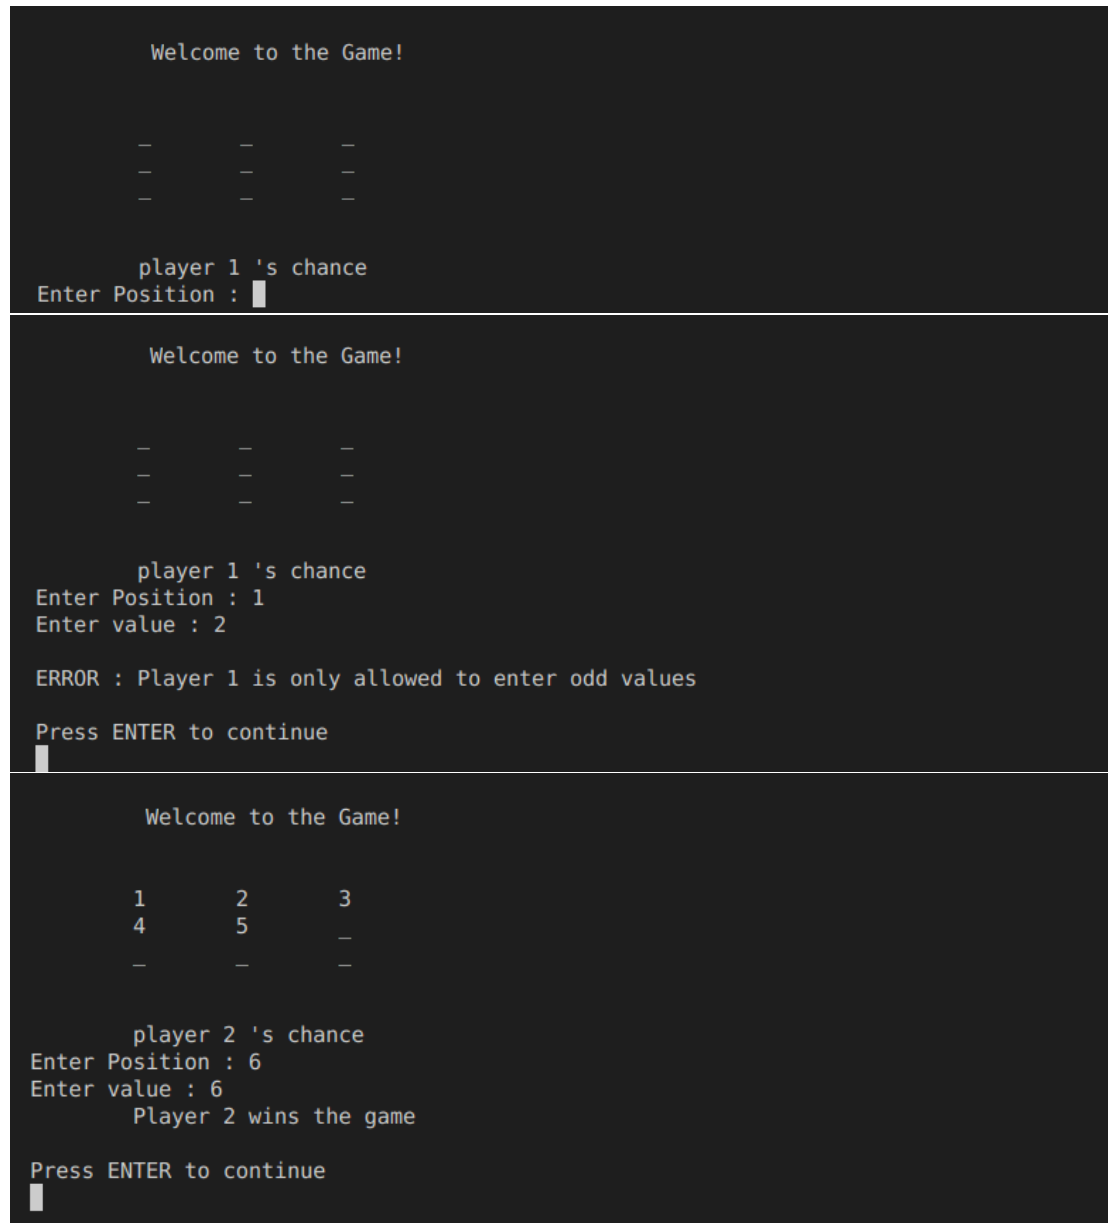 Welcome to the Game!
_ _ _
_ _ _
_ _ _
player 1 's chance
Enter Position :
Welcome to the Game!
_ _ _
_ _ _
_ _ _
player 1 's chance
Enter Position : 1
Enter value : 2
ERROR : Player 1 is only allowed to enter odd values
Press ENTER to continue
Welcome to the Game!
1 2 3
4 5 _
_ _ _
player 2 's chance
Enter Position : 6
Enter value : 6
Player 2 wins the game
Press ENTER to continue